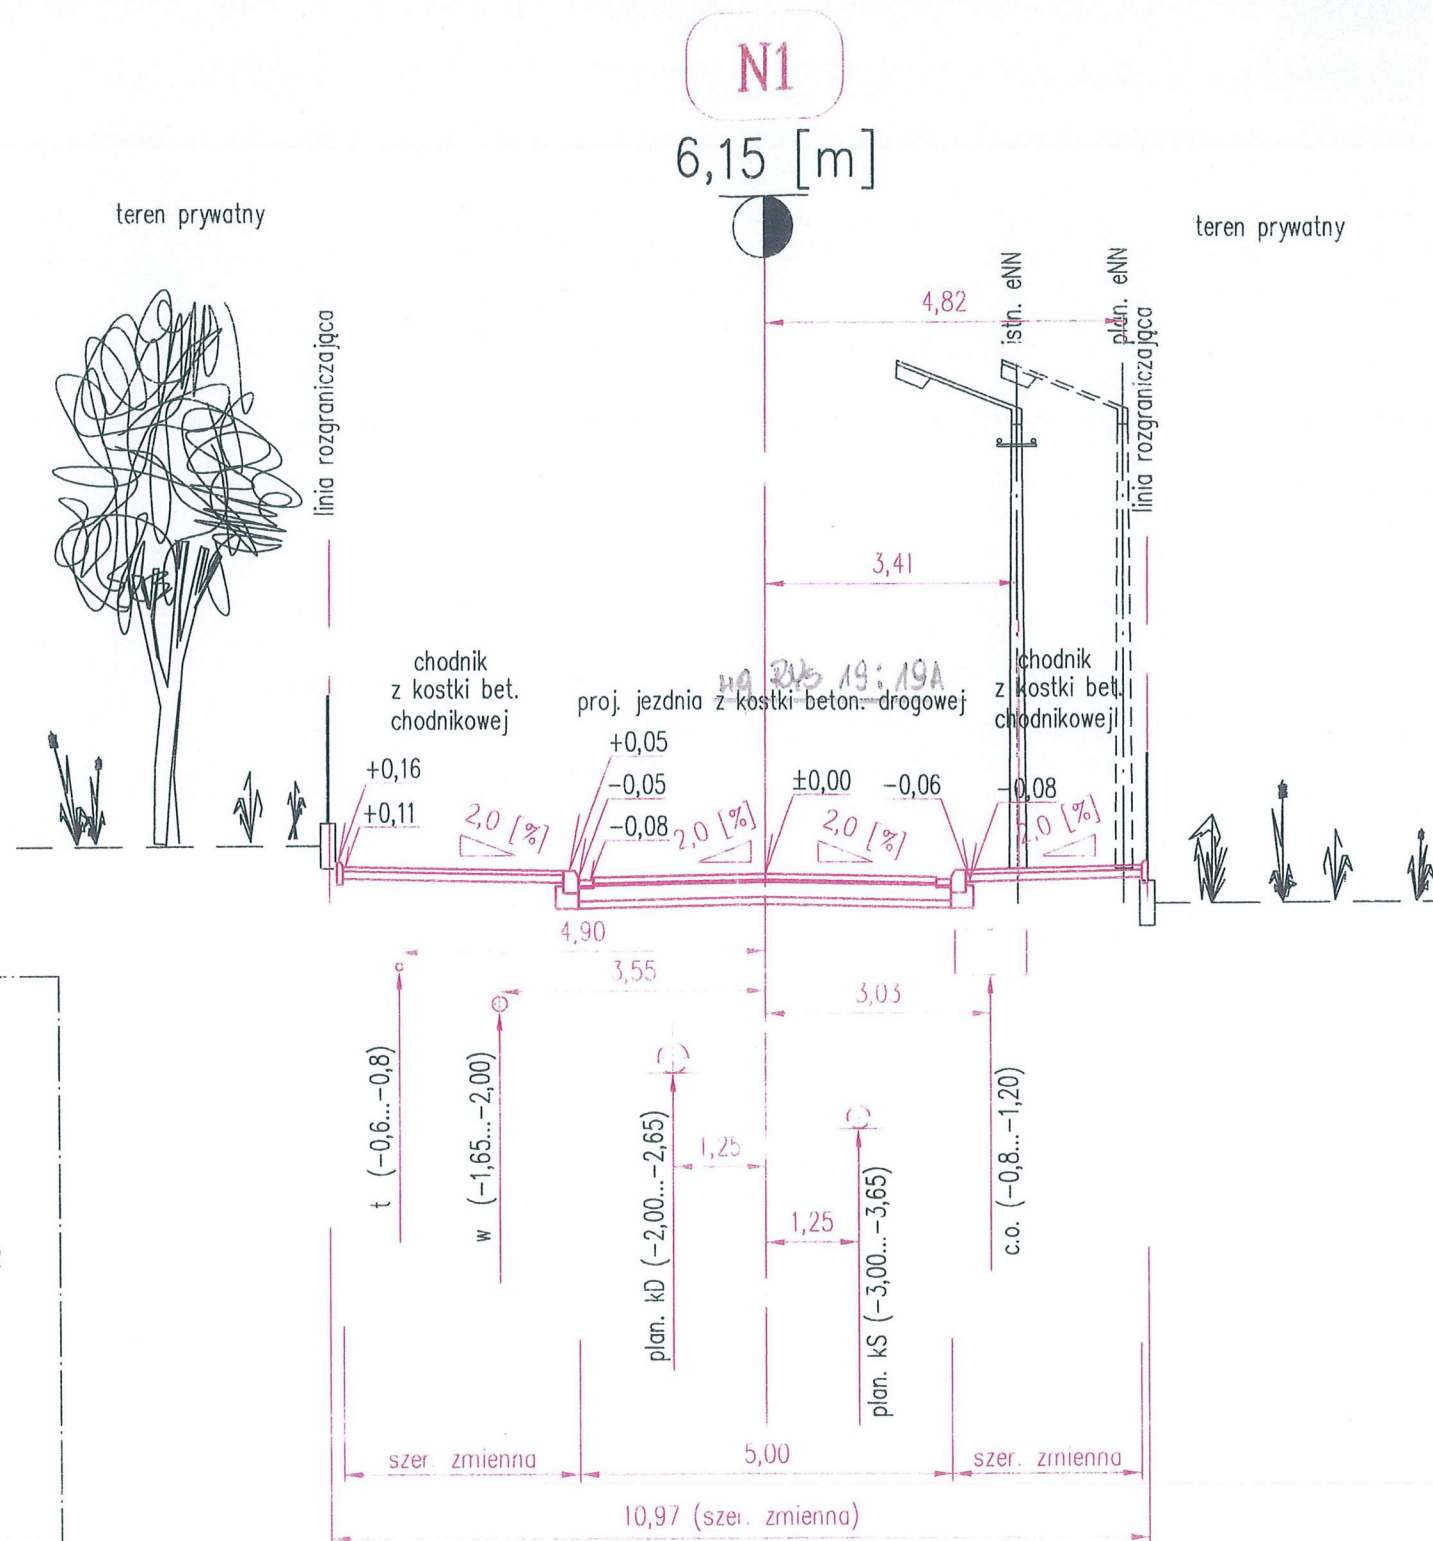 N1
6,15 [m]
teren prywatny
teren prywatny
linia rozgraniczająca
istn. eNN
plan. eNN
linia rozgraniczająca
4,82
3,41
chodnik
z kostki bet.
chodnikowej
19:19A
proj. jezdnia z kostki beton. drogowej
chodnik
z kostki bet.
chodnikowej
+0,16
+0,11
+0,05
-0,05
-0,08
±0,00
-0,06
-0,08
2,0 [%]
2,0 [%]
2,0 [%]
2,0 [%]
4,90
3,55
3,03
t (-0,6...-0,8)
w (-1,65...-2,00)
plan. kD (-2,00...-2,65)
1,25
1,25
plan. kS (-3,00...-3,65)
c.o. (-0,8...-1,20)
szer. zmienna
5,00
szer. zmienna
10,97 (szer. zmienna)